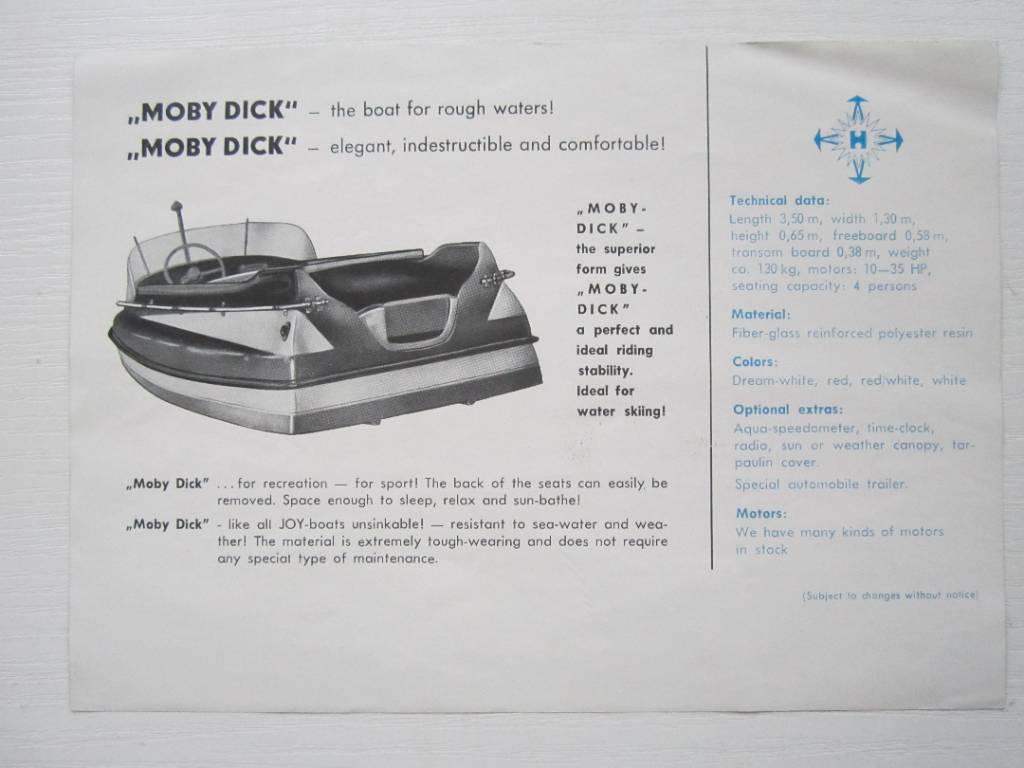 „MOBY DICK“ – the boat for rough waters!
„MOBY DICK“ – elegant, indestructible and comfortable!
„MOBY-
DICK” –
the superior
form gives
„MOBY-
DICK”
a perfect and
ideal riding
stability.
Ideal for
water skiing!
„Moby Dick” ...for recreation — for sport! The back of the seats can easily be
removed. Space enough to sleep, relax and sun-bathe!
„Moby Dick” - like all JOY-boats unsinkable! — resistant to sea-water and wea-
ther! The material is extremely tough-wearing and does not require
any special type of maintenance.
H
Technical data:
Length 3,50 m, width 1,30 m,
height 0,65 m, freeboard 0,58 m,
transom board 0,38 m, weight
ca. 130 kg, motors: 10—35 HP,
seating capacity: 4 persons
Material:
Fiber-glass reinforced polyester resin
Colors:
Dream-white, red, red/white, white
Optional extras:
Aqua-speedometer, time-clock,
radio, sun or weather canopy, tar-
paulin cover.
Special automobile trailer.
Motors:
We have many kinds of motors
in stock
(Subject to changes without notice)